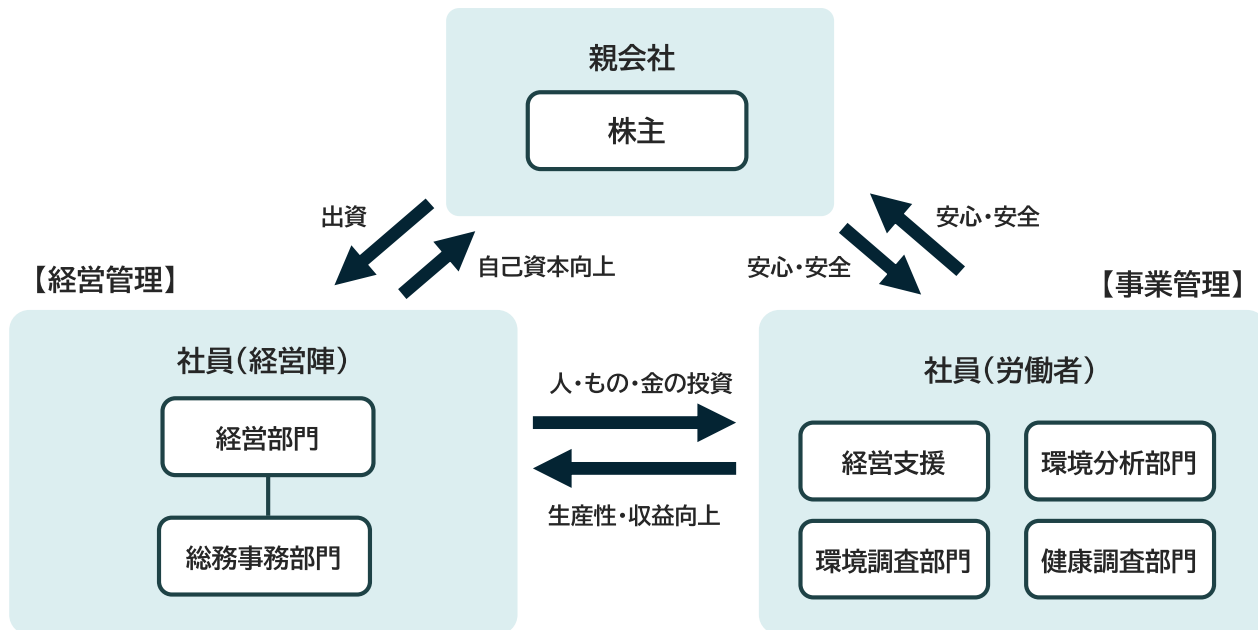 親会社
株主
出資
自己資本向上
安心・安全
安心・安全
【経営管理】
【事業管理】
社員（経営陣）
経営部門
総務事務部門
人・もの・金の投資
生産性・収益向上
社員（労働者）
経営支援
環境分析部門
環境調査部門
健康調査部門